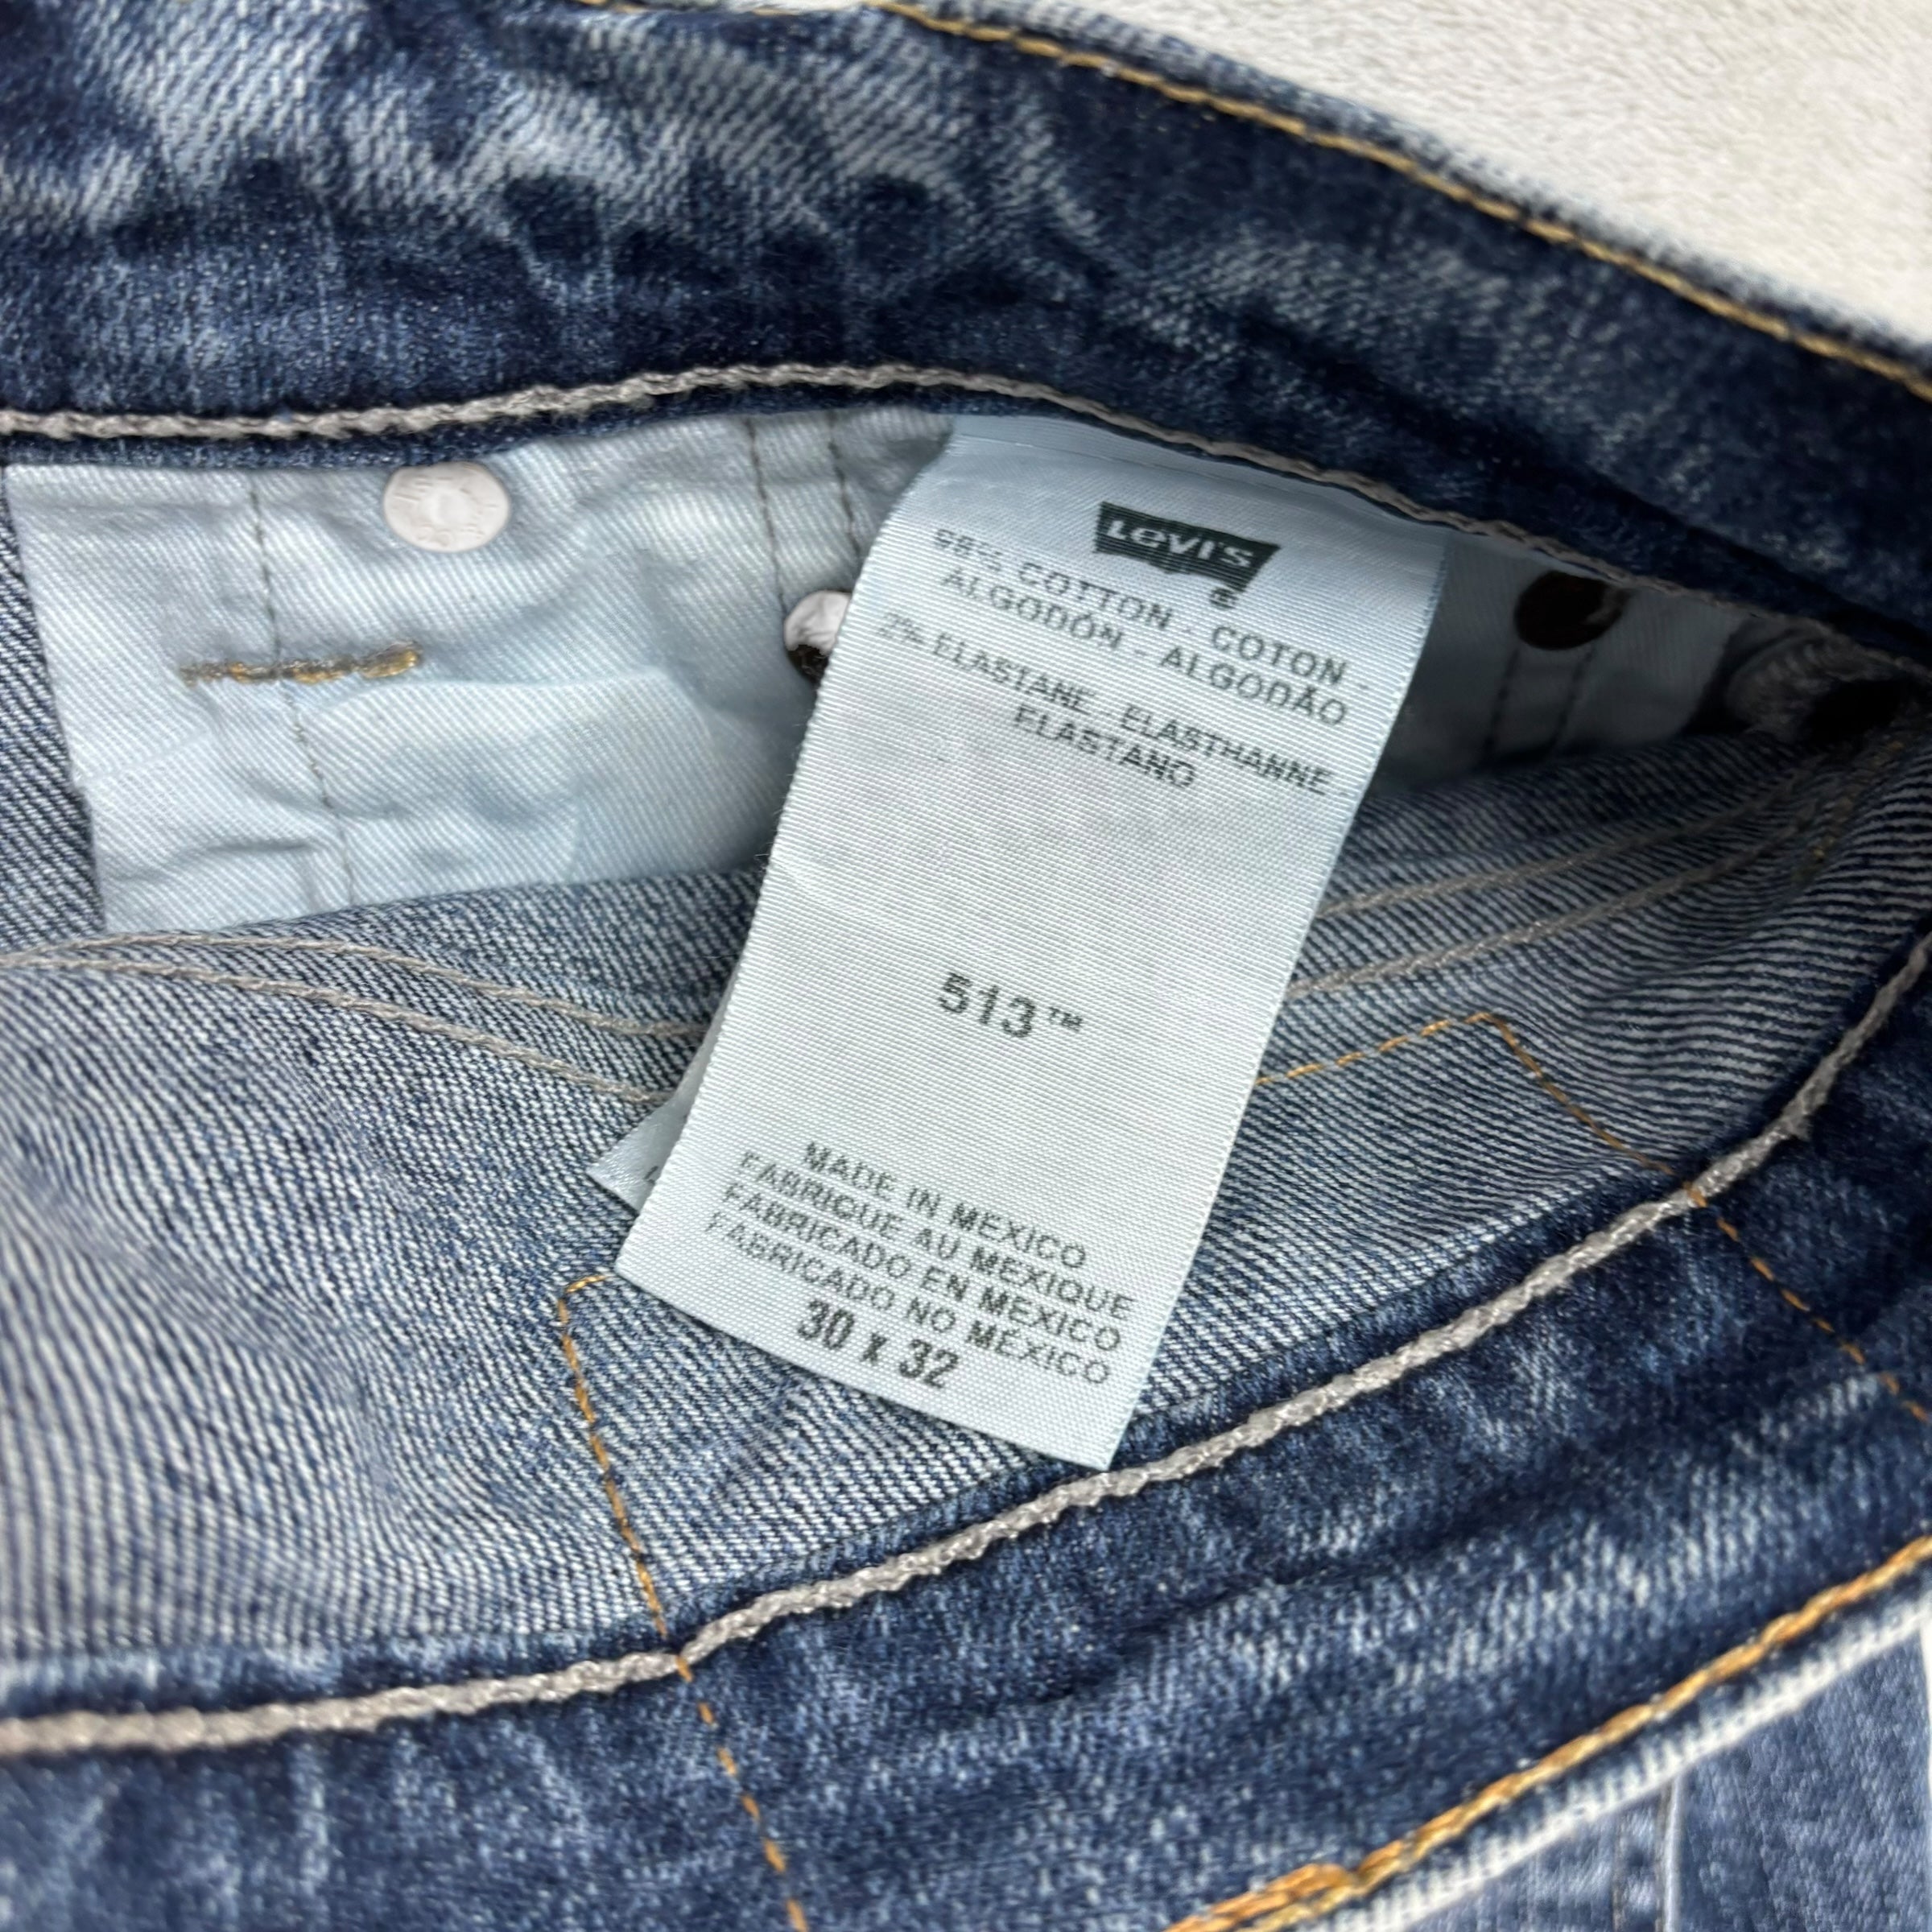 Levi's
®
98% COTTON - COTON -
ALGODÓN - ALGODÃO
2% ELASTANE - ELASTHANNE
ELASTANO
513™
MADE IN MEXICO
FABRIQUE AU MEXIQUE
FABRICADO EN MEXICO
FABRICADO NO MÉXICO
30 x 32